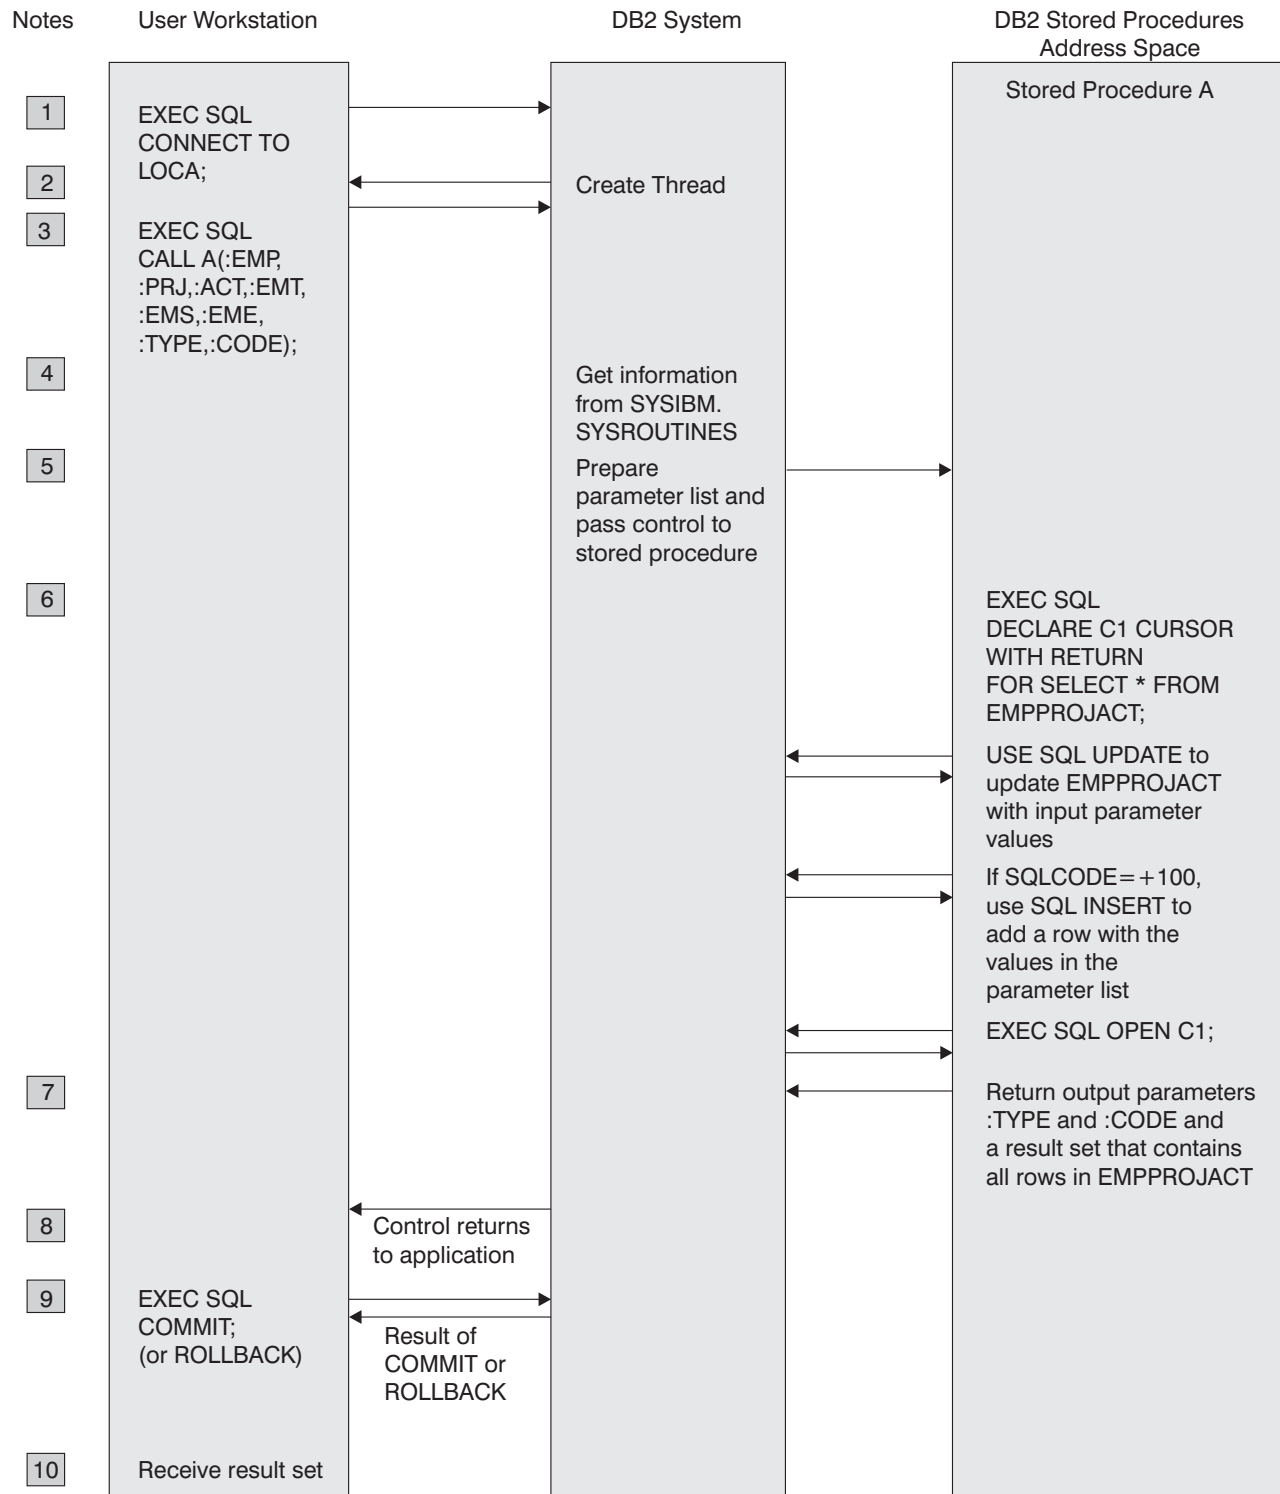 Notes
User Workstation
DB2 System
DB2 Stored Procedures
Address Space
Stored Procedure A
1
EXEC SQL
CONNECT TO
LOCA;
2
Create Thread
3
EXEC SQL
CALL A(:EMP,
:PRJ,:ACT,:EMT,
:EMS,:EME,
:TYPE,:CODE);
4
Get information
from SYSIBM.
SYSROUTINES
5
Prepare
parameter list and
pass control to
stored procedure
6
EXEC SQL
DECLARE C1 CURSOR
WITH RETURN
FOR SELECT * FROM
EMPPROJACT;
USE SQL UPDATE to
update EMPPROJACT
with input parameter
values
If SQLCODE=+100,
use SQL INSERT to
add a row with the
values in the
parameter list
EXEC SQL OPEN C1;
7
Return output parameters
:TYPE and :CODE and
a result set that contains
all rows in EMPPROJACT
8
Control returns
to application
9
EXEC SQL
COMMIT;
(or ROLLBACK)
Result of
COMMIT or
ROLLBACK
10
Receive result set